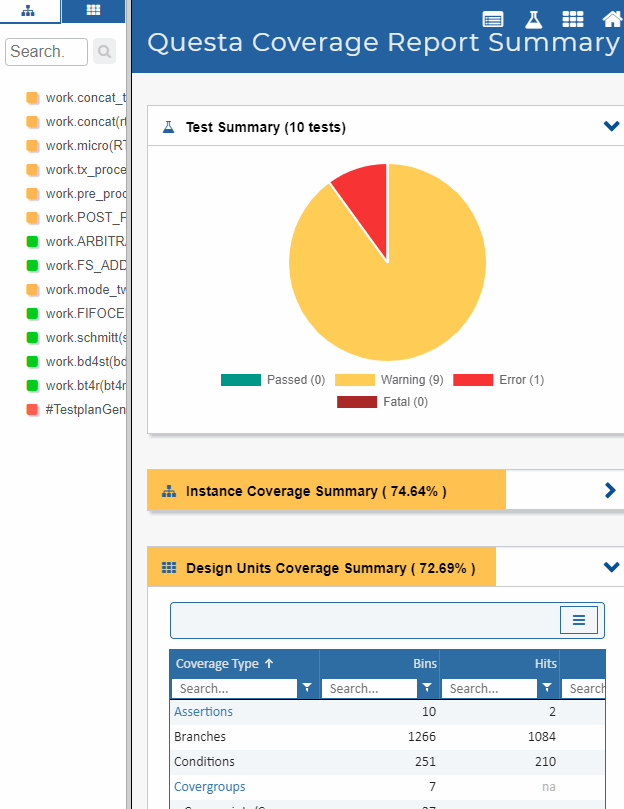 Questa Coverage Report Summary
Search.
work.concat_t
work.concat(rt
work.micro(RT
work.tx_proce
work.pre_proc
work.POST_F
work.ARBITRA
work.FS_ADD
work.mode_tw
work.FIFOCE
work.schmitt(s
work.bd4st(bd
work.bt4r(bt4r
#TestplanGen
Test Summary (10 tests)
Passed (0) Warning (9) Error (1)
Fatal (0)
Instance Coverage Summary ( 74.64% )
Design Units Coverage Summary ( 72.69% )
Coverage Type ↑ Bins Hits
Search... Search... Search... Search
Assertions 10 2
Branches 1266 1084
Conditions 251 210
Covergroups 7 na